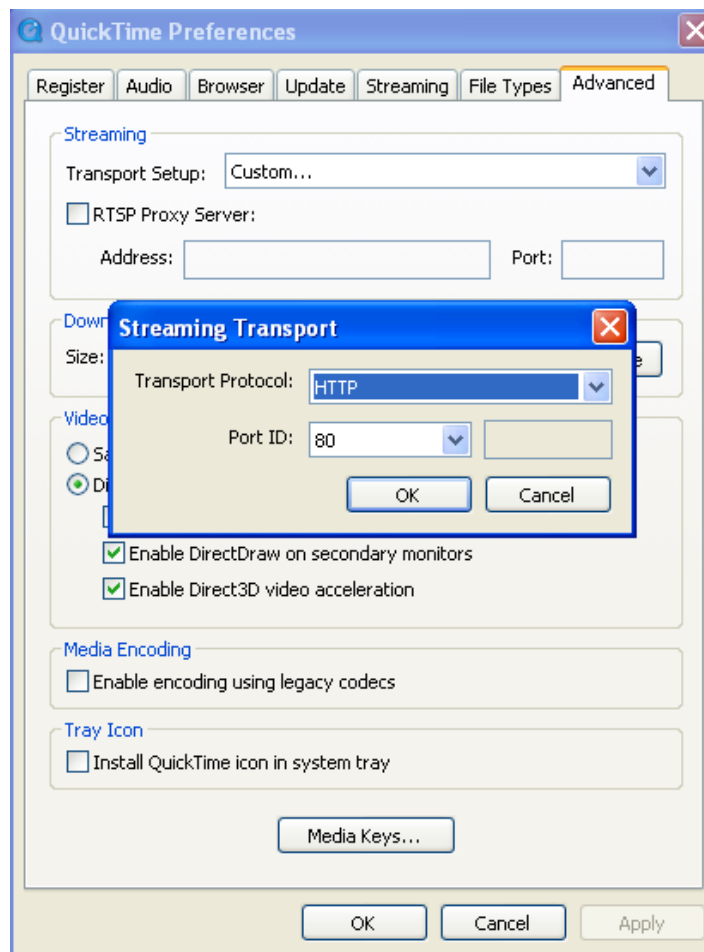 QuickTime Preferences
Register Audio Browser Update Streaming File Types Advanced
Streaming
Transport Setup: Custom...
RTSP Proxy Server:
Address: Port:
Streaming Transport
Size:
Transport Protocol: HTTP
Video
Port ID: 80
OK Cancel
Enable DirectDraw on secondary monitors
Enable Direct3D video acceleration
Media Encoding
Enable encoding using legacy codecs
Tray Icon
Install QuickTime icon in system tray
Media Keys...
OK Cancel Apply